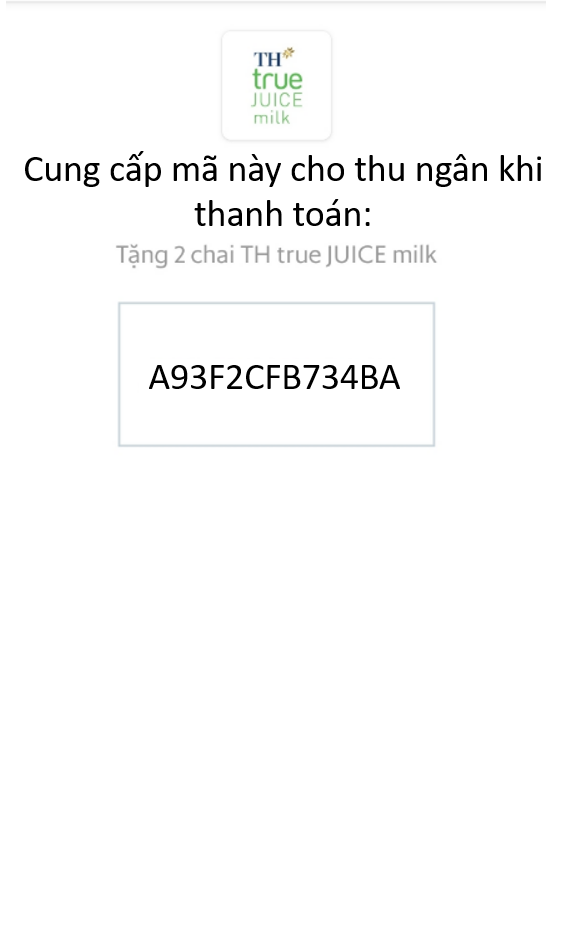 TH
true
JUICE
milk
Cung cấp mã này cho thu ngân khi
thanh toán:
Tặng 2 chai TH true JUICE milk
A93F2CFB734BA